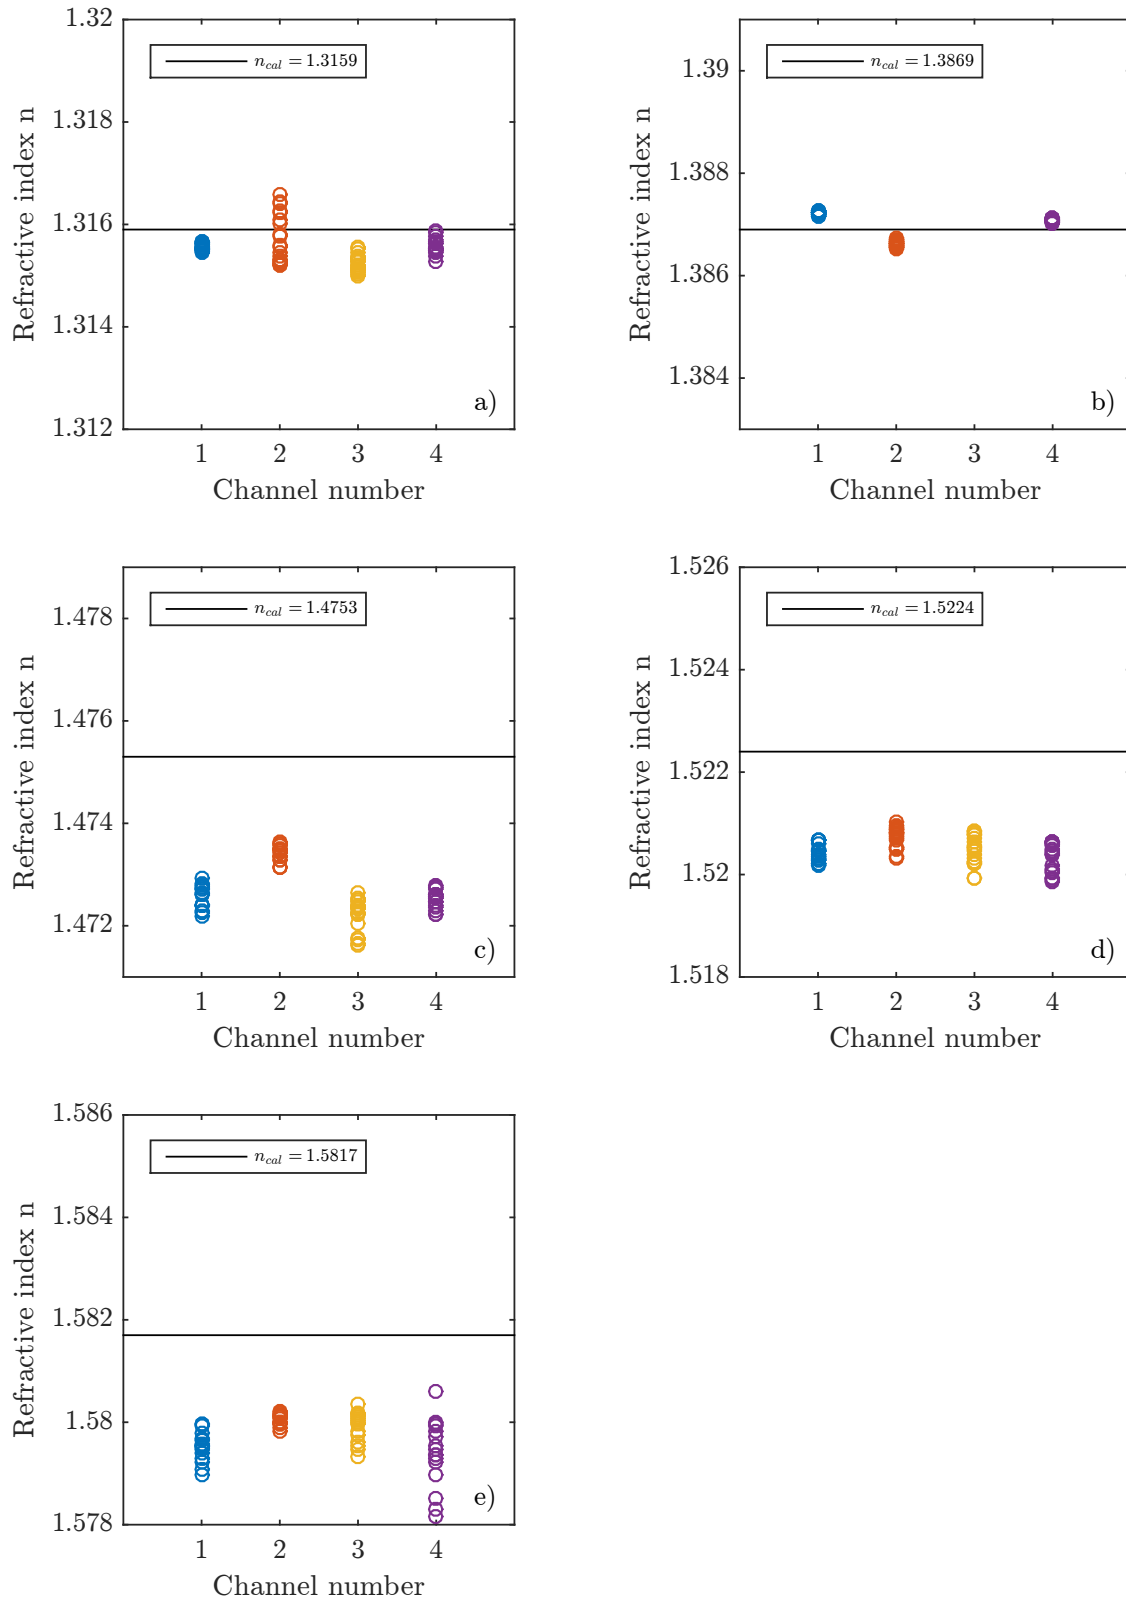 1.32
1.318
1.316
1.314
1.312
Refractive index n
n_cal = 1.3159
a)
1 2 3 4
Channel number
1.39
1.388
1.386
1.384
Refractive index n
n_cal = 1.3869
b)
1 2 3 4
Channel number
1.478
1.476
1.474
1.472
Refractive index n
n_cal = 1.4753
c)
1 2 3 4
Channel number
1.526
1.524
1.522
1.52
1.518
Refractive index n
n_cal = 1.5224
d)
1 2 3 4
Channel number
1.586
1.584
1.582
1.58
1.578
Refractive index n
n_cal = 1.5817
e)
1 2 3 4
Channel number